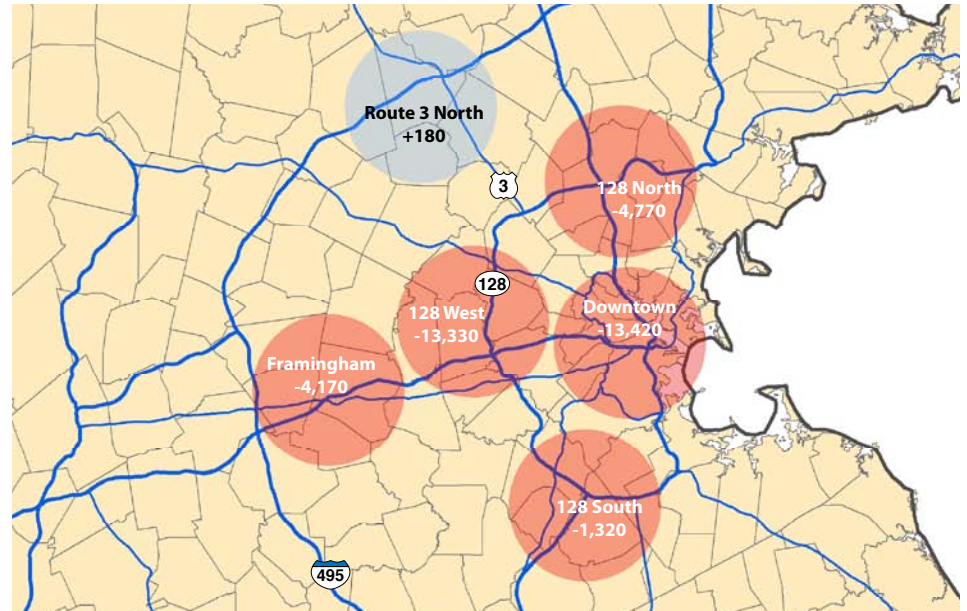 Route 3 North
+180
3
128 North
-4,770
128
128 West
-13,330
Downtown
-13,420
Framingham
-4,170
128 South
-1,320
495